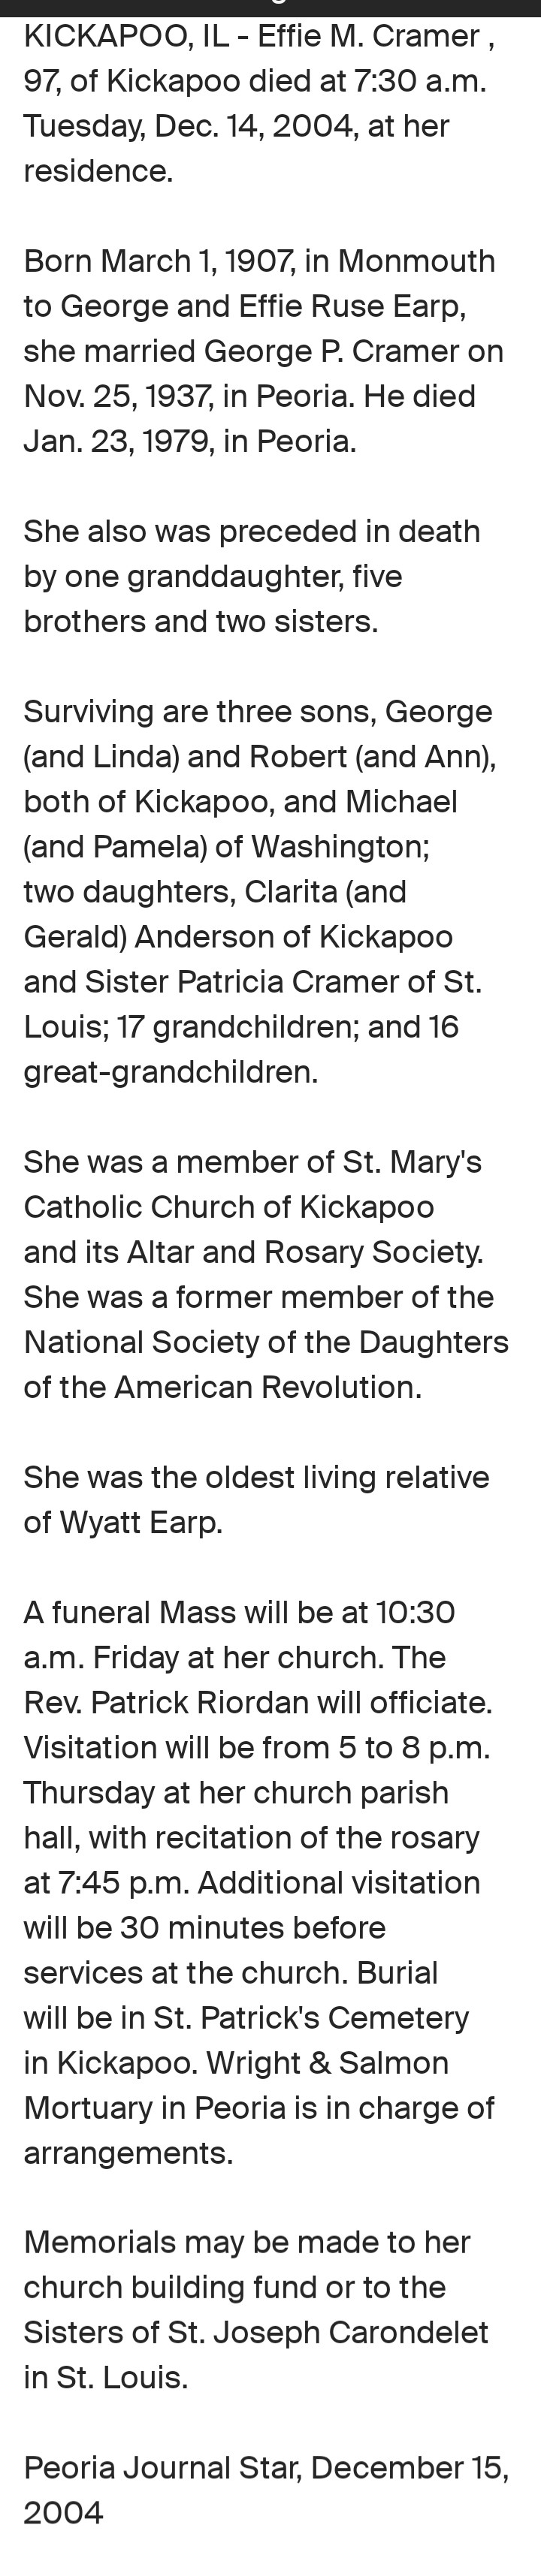 KICKAPOO, IL - Effie M. Cramer ,
97, of Kickapoo died at 7:30 a.m.
Tuesday, Dec. 14, 2004, at her
residence.

Born March 1, 1907, in Monmouth
to George and Effie Ruse Earp,
she married George P. Cramer on
Nov. 25, 1937, in Peoria. He died
Jan. 23, 1979, in Peoria.

She also was preceded in death
by one granddaughter, five
brothers and two sisters.

Surviving are three sons, George
(and Linda) and Robert (and Ann),
both of Kickapoo, and Michael
(and Pamela) of Washington;
two daughters, Clarita (and
Gerald) Anderson of Kickapoo
and Sister Patricia Cramer of St.
Louis; 17 grandchildren; and 16
great-grandchildren.

She was a member of St. Mary's
Catholic Church of Kickapoo
and its Altar and Rosary Society.
She was a former member of the
National Society of the Daughters
of the American Revolution.

She was the oldest living relative
of Wyatt Earp.

A funeral Mass will be at 10:30
a.m. Friday at her church. The
Rev. Patrick Riordan will officiate.
Visitation will be from 5 to 8 p.m.
Thursday at her church parish
hall, with recitation of the rosary
at 7:45 p.m. Additional visitation
will be 30 minutes before
services at the church. Burial
will be in St. Patrick's Cemetery
in Kickapoo. Wright & Salmon
Mortuary in Peoria is in charge of
arrangements.

Memorials may be made to her
church building fund or to the
Sisters of St. Joseph Carondelet
in St. Louis.

Peoria Journal Star, December 15,
2004